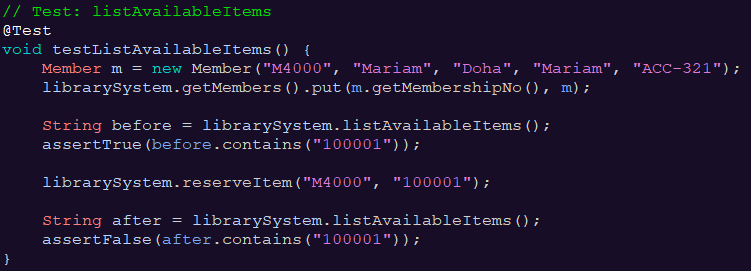 // Test: listAvailableItems
@Test
void testListAvailableItems() {
    Member m = new Member("M4000", "Mariam", "Doha", "Mariam", "ACC-321");
    librarySystem.getMembers().put(m.getMembershipNo(), m);

    String before = librarySystem.listAvailableItems();
    assertTrue(before.contains("100001"));

    librarySystem.reserveItem("M4000", "100001");

    String after = librarySystem.listAvailableItems();
    assertFalse(after.contains("100001"));
}